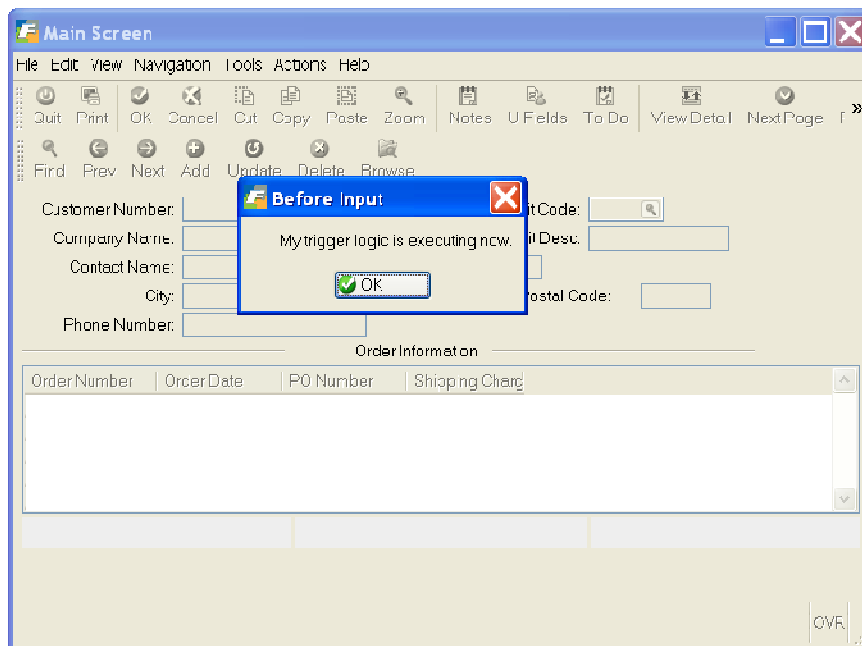 Main Screen
File Edit View Navigation Tools Actions Help
Quit Print OK Cancel Cut Copy Paste Zoom Notes U Fields To Do View Detail Next Page
Find Prev Next Add Update Delete Browse
Before Input
My trigger logic is executing now.
OK
Customer Number: it Code:
Company Name: it Desc:
Contact Name:
City: Postal Code:
Phone Number:
Order Information
Order Number Order Date PO Number Shipping Charg
OVR